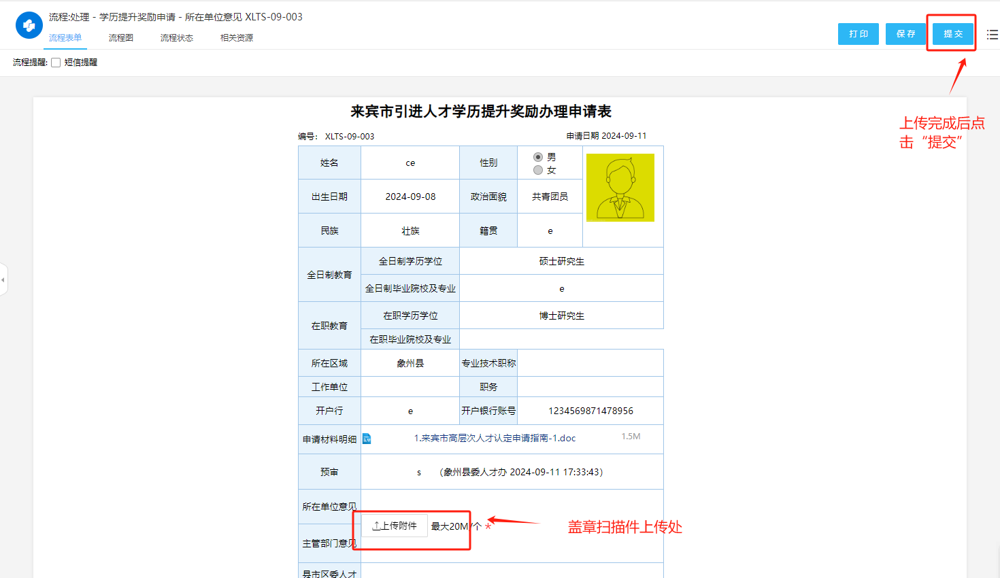 流程:处理 - 学历提升奖励申请 - 所在单位意见 XLTS-09-003
流程表单 流程图 流程状态 相关资源
打印 保存 提交
流程提醒: 短信提醒
上传完成后点
击“提交”
来宾市引进人才学历提升奖励办理申请表
编号: XLTS-09-003 申请日期 2024-09-11
姓名 ce 性别 男
女
出生日期 2024-09-08 政治面貌 共青团员
民族 壮族 籍贯 e
全日制教育 全日制学历学位 硕士研究生
全日制毕业院校及专业 e
在职教育 在职学历学位 博士研究生
在职毕业院校及专业
所在区域 象州县 专业技术职称
工作单位 职务
开户行 e 开户银行账号 1234569871478956
申请材料明细 1.来宾市高层次人才认定申请指南-1.doc 1.5M
预审 s （象州县委人才办 2024-09-11 17:33:43）
所在单位意见
上传附件 最大20M/个 *
盖章扫描件上传处
主管部门意见
县市区委人才